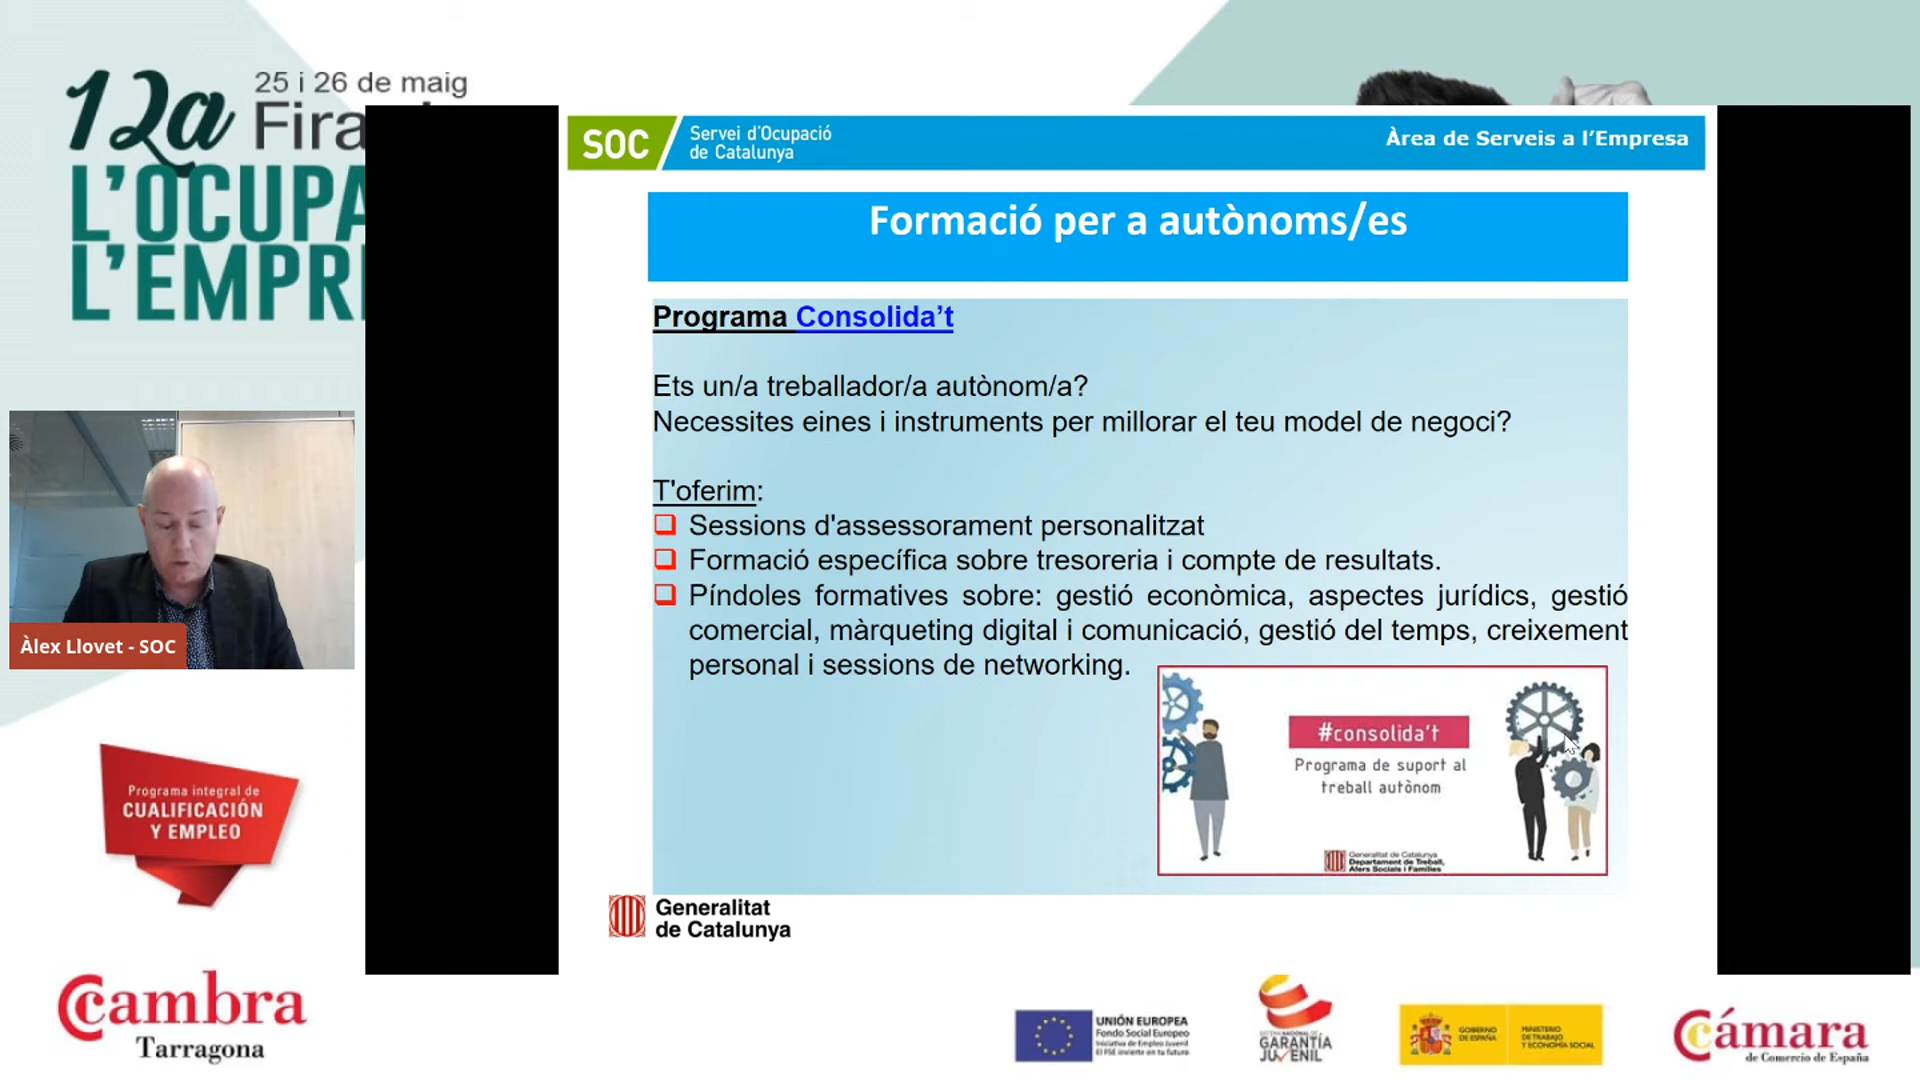 12a
25 i 26 de maig
Fira
L'OCUPA
L'EMPR
SOC
Servei d'Ocupació
de Catalunya
Àrea de Serveis a l'Empresa
Formació per a autònoms/es
Programa Consolida't
Ets un/a treballador/a autònom/a?
Necessites eines i instruments per millorar el teu model de negoci?
T'oferim:
Sessions d'assessorament personalitzat
Formació específica sobre tresoreria i compte de resultats.
Píndoles formatives sobre: gestió econòmica, aspectes jurídics, gestió
comercial, màrqueting digital i comunicació, gestió del temps, creixement
personal i sessions de networking.
#consolida't
Programa de suport al
treball autònom
Generalitat de Catalunya
Departament de Treball,
Afers Socials i Famílies
Àlex Llovet - SOC
Programa integral de
CUALIFICACIÓN
Y EMPLEO
Generalitat
de Catalunya
Cambra
Tarragona
UNIÓN EUROPEA
Fondo Social Europeo
Iniciativa de Empleo Juvenil
El FSE invierte en tu futuro
SISTEMA NACIONAL DE
GARANTÍA
JUVENIL
GOBIERNO
DE ESPAÑA
MINISTERIO
DE TRABAJO
Y ECONOMÍA SOCIAL
Cámara
de Comercio de España